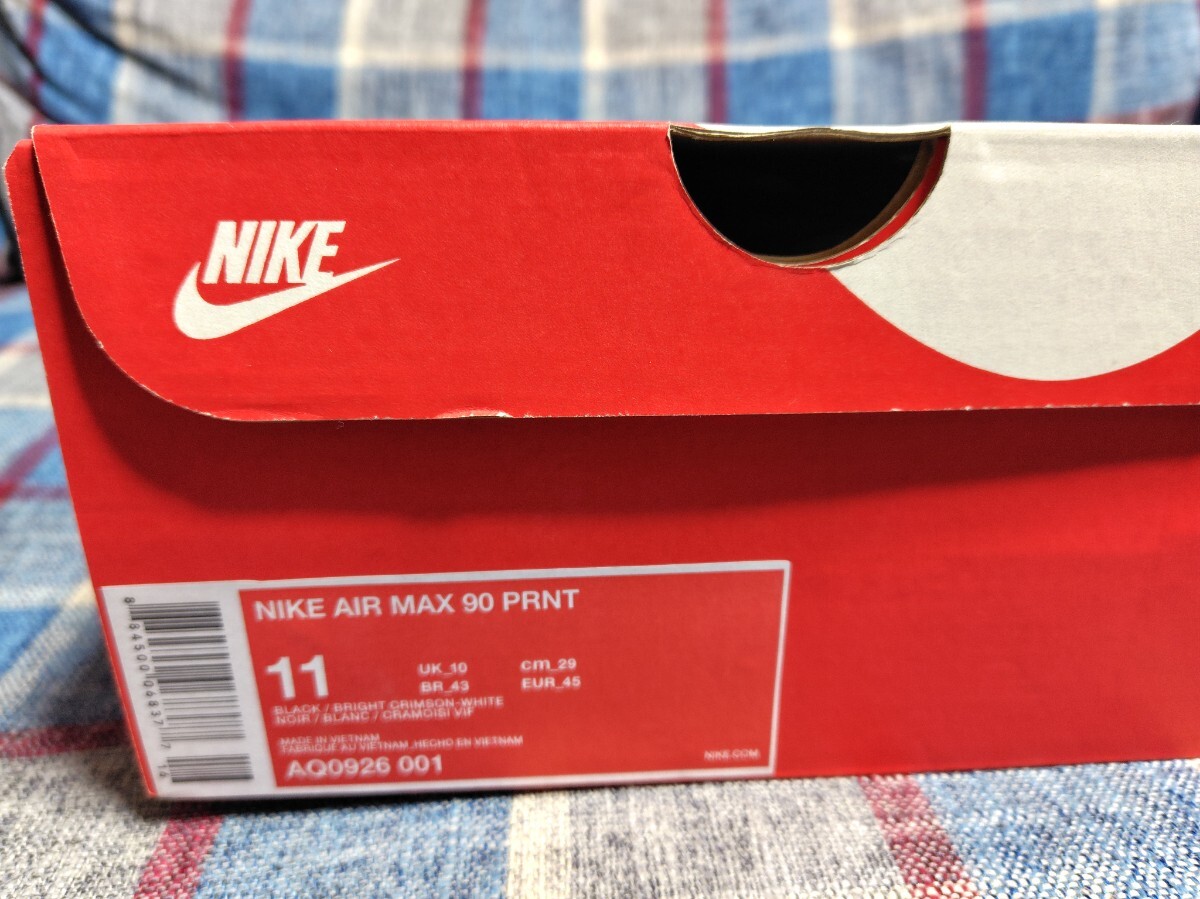 NIKE
NIKE AIR MAX 90 PRNT
11
UK_10
cm_29
BR_43
EUR_45
BLACK / BRIGHT CRIMSON-WHITE
NOIR / BLANC / CRAMOISI VIF
MADE IN VIETNAM
FABRIQUÉ AU VIETNAM ,HECHO EN VIETNAM
AQ0926 001
NIKE.COM